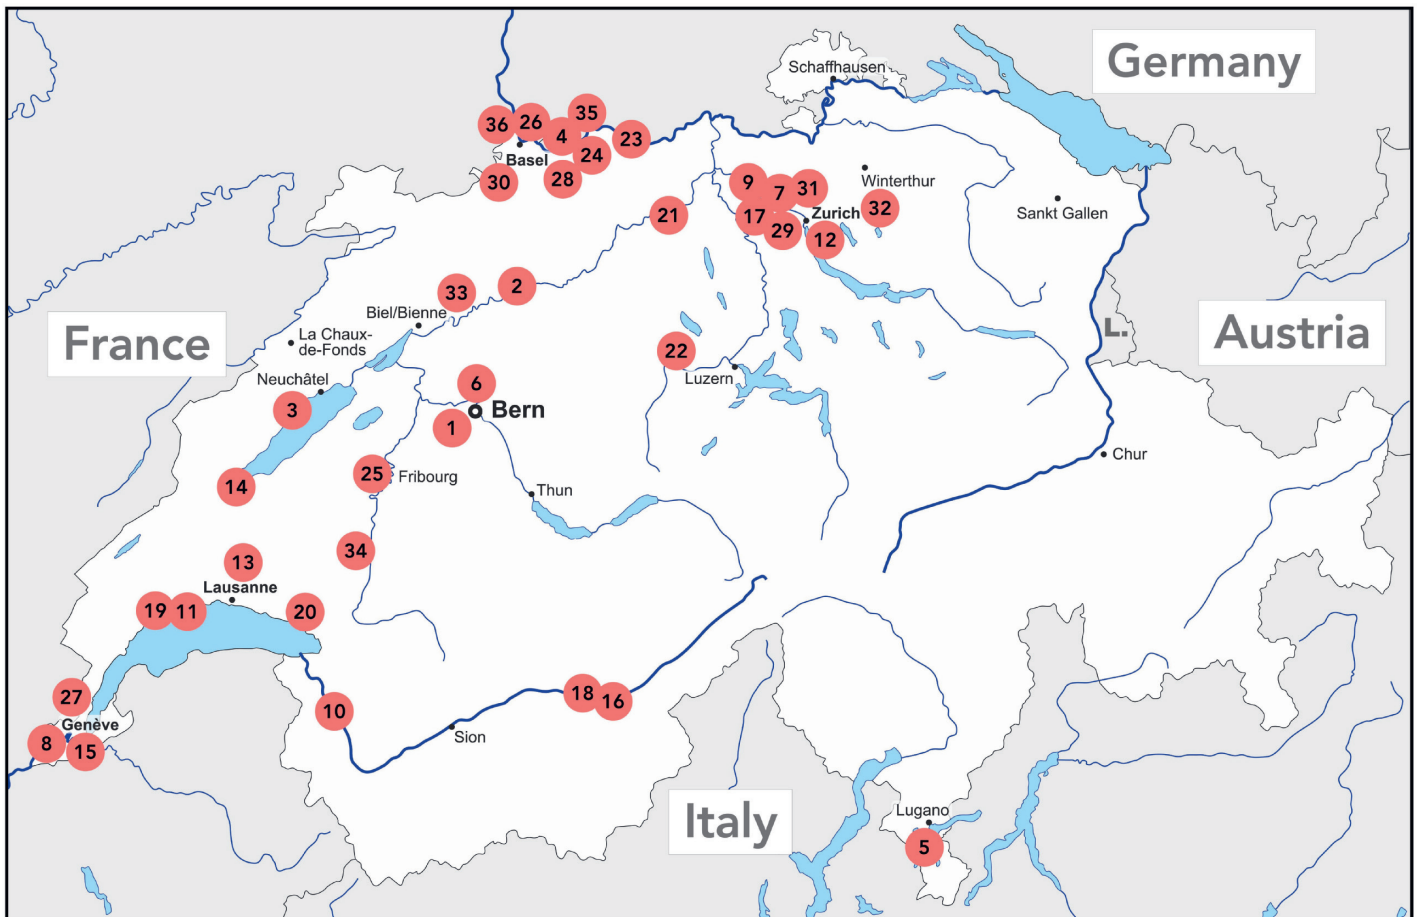 Germany
Schaffhausen
36
26
35
4
23
Basel
24
30
28
9
7
31
Winterthur
17
Zurich
32
29
12
21
Sankt Gallen
33
2
Biel/Bienne
La Chaux-
de-Fonds
France
L.
Austria
22
Luzern
Neuchâtel
3
6
Bern
1
25
Fribourg
14
Thun
Chur
34
13
Lausanne
19
11
20
27
Genève
8
15
10
18
16
Sion
Italy
Lugano
5